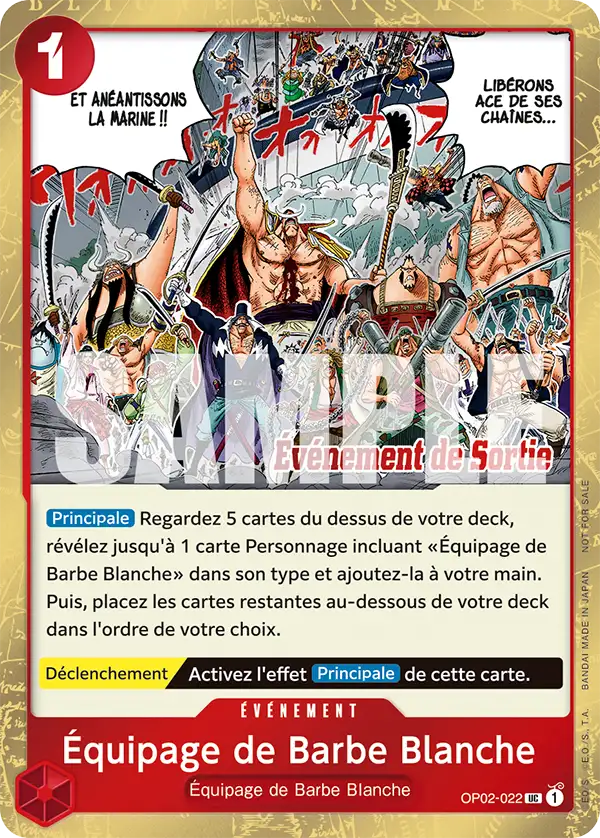 1
ET ANÉANTISSONS
LA MARINE !!
LIBÉRONS
ACE DE SES
CHAÎNES...
SAMPLE
Événement de Sortie
Principale Regardez 5 cartes du dessus de votre deck,
révélez jusqu'à 1 carte Personnage incluant «Équipage de
Barbe Blanche» dans son type et ajoutez-la à votre main.
Puis, placez les cartes restantes au-dessous de votre deck
dans l'ordre de votre choix.
Déclenchement Activez l'effet Principale de cette carte.
ÉVÉNEMENT
Équipage de Barbe Blanche
Équipage de Barbe Blanche
OP02-022 UC 1
BANDAI MADE IN JAPAN NOT FOR SALE